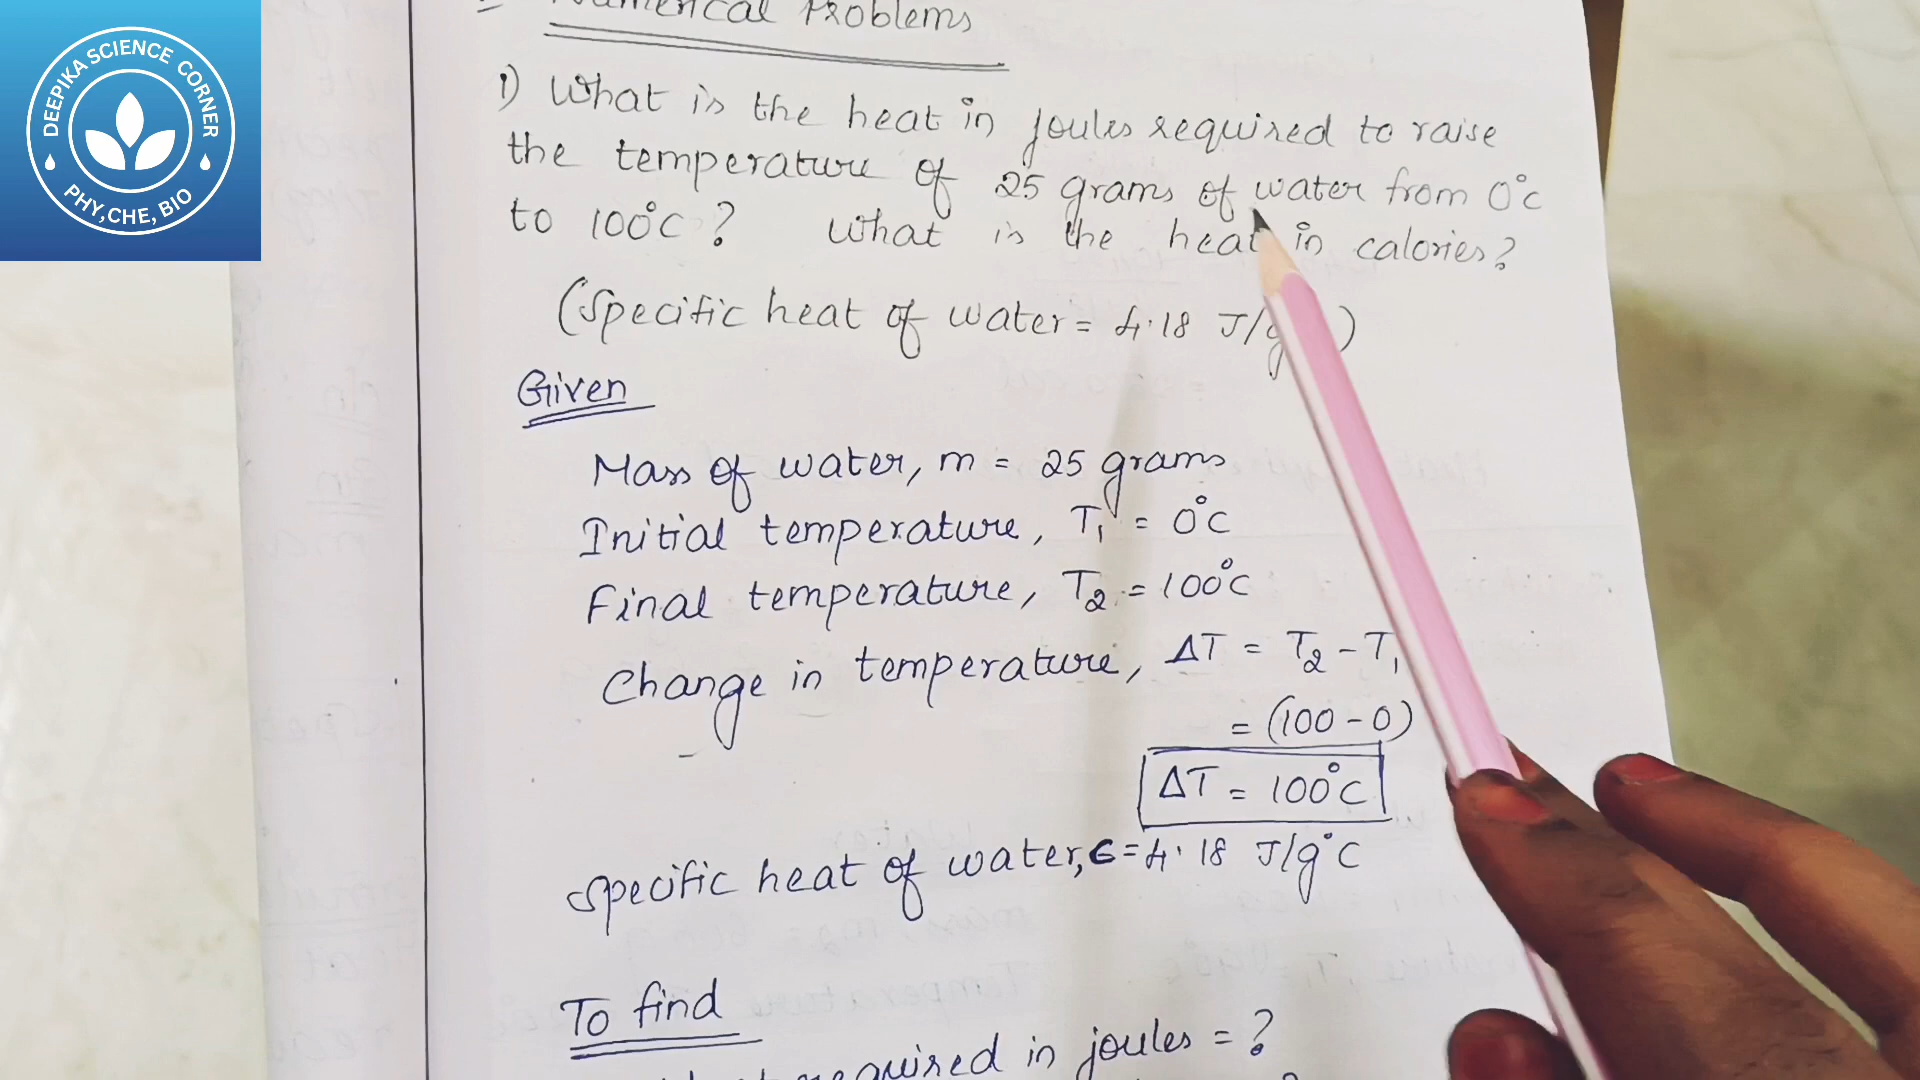 DEEPIKA SCIENCE CORNER
PHY,CHE, BIO
Numerical Problems
1) What is the heat in joules required to raise
the temperature of 25 grams of water from 0°C
to 100°C ? What is the heat in calories?
(Specific heat of water = 4.18 J/g )
Given
Mass of water, m = 25 grams
Initial temperature, T₁ = 0°C
Final temperature, T₂ = 100°C
Change in temperature, ΔT = T₂ - T₁
= (100 - 0)
ΔT = 100°C
Specific heat of water, C = 4.18 J/g°C
To find
required in joules = ?